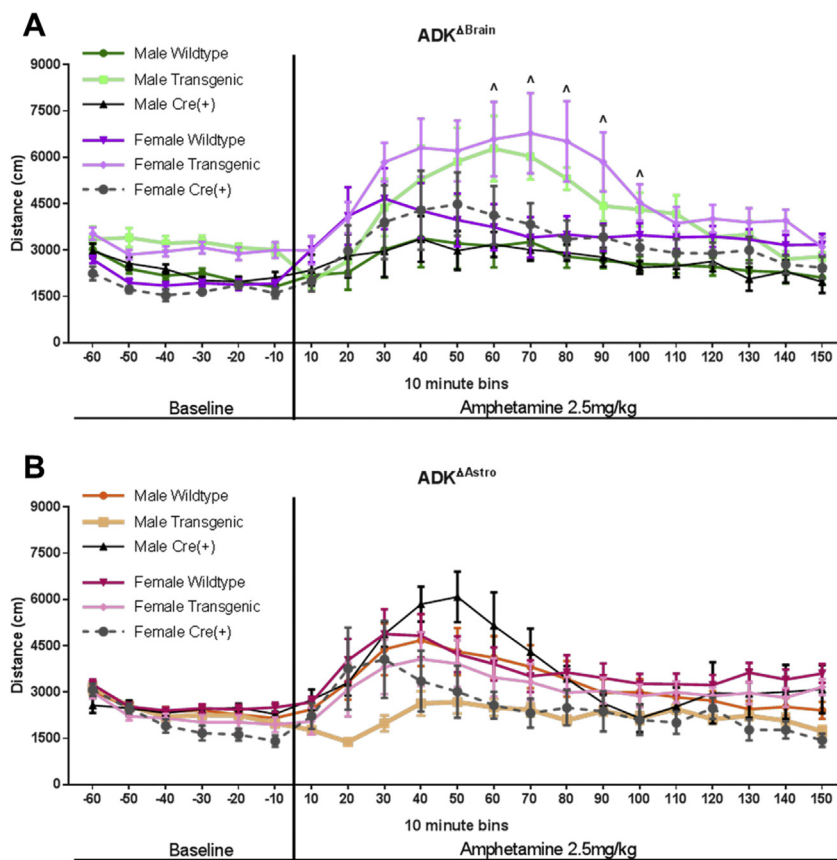 A
ADKΔBrain
Male Wildtype
Male Transgenic
Male Cre(+)
Female Wildtype
Female Transgenic
Female Cre(+)
Distance (cm)
9000
7500
6000
4500
3000
1500
0
^ ^ ^ ^ ^
-60 -50 -40 -30 -20 -10 10 20 30 40 50 60 70 80 90 100 110 120 130 140 150
10 minute bins
Baseline Amphetamine 2.5mg/kg
B
ADKΔAstro
Male Wildtype
Male Transgenic
Male Cre(+)
Female Wildtype
Female Transgenic
Female Cre(+)
Distance (cm)
9000
7500
6000
4500
3000
1500
0
-60 -50 -40 -30 -20 -10 10 20 30 40 50 60 70 80 90 100 110 120 130 140 150
10 minute bins
Baseline Amphetamine 2.5mg/kg